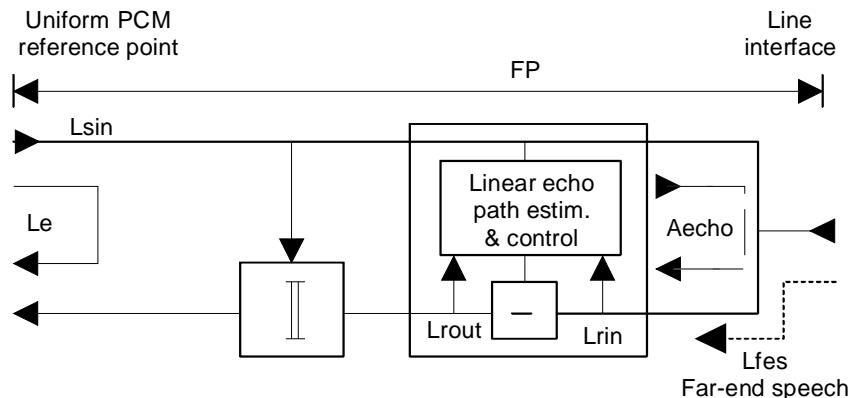 Uniform PCM
reference point
Line
interface
FP
Lsin
Linear echo
path estim.
& control
Le
Aecho
Lrout
–
Lrin
Lfes
Far-end speech